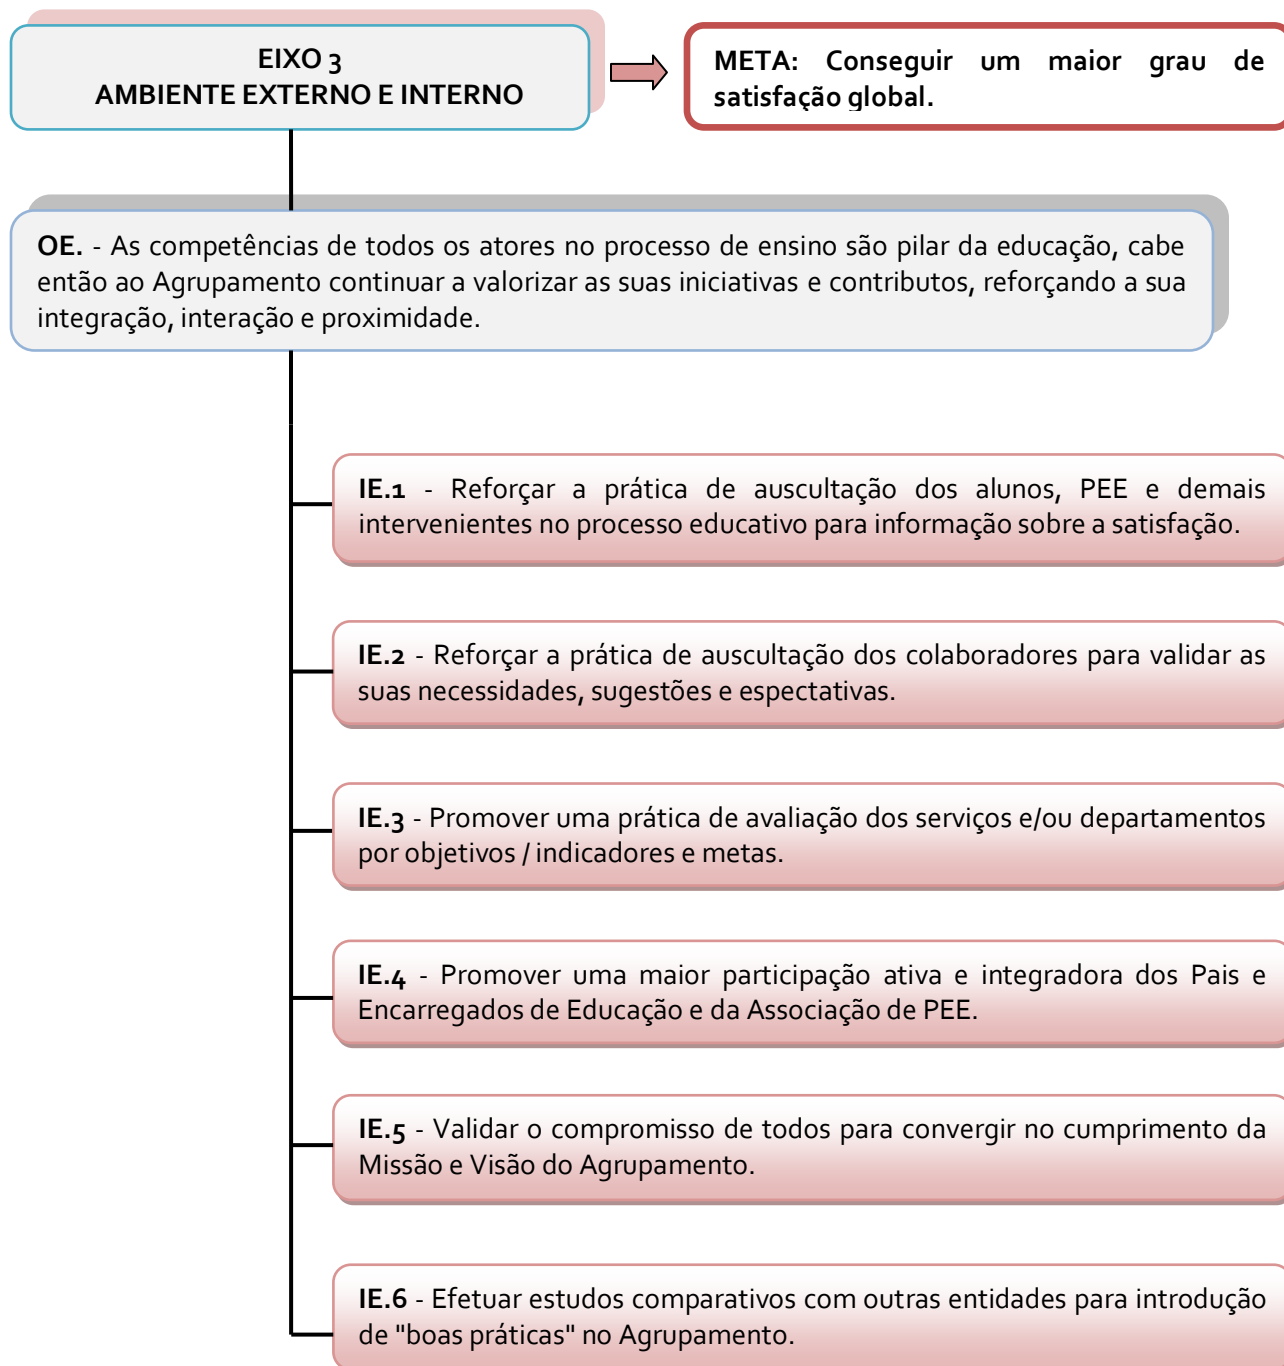 EIXO 3
AMBIENTE EXTERNO E INTERNO
META: Conseguir um maior grau de
satisfação global.
OE. - As competências de todos os atores no processo de ensino são pilar da educação, cabe
então ao Agrupamento continuar a valorizar as suas iniciativas e contributos, reforçando a sua
integração, interação e proximidade.
IE.1 - Reforçar a prática de auscultação dos alunos, PEE e demais
intervenientes no processo educativo para informação sobre a satisfação.
IE.2 - Reforçar a prática de auscultação dos colaboradores para validar as
suas necessidades, sugestões e espectativas.
IE.3 - Promover uma prática de avaliação dos serviços e/ou departamentos
por objetivos / indicadores e metas.
IE.4 - Promover uma maior participação ativa e integradora dos Pais e
Encarregados de Educação e da Associação de PEE.
IE.5 - Validar o compromisso de todos para convergir no cumprimento da
Missão e Visão do Agrupamento.
IE.6 - Efetuar estudos comparativos com outras entidades para introdução
de "boas práticas" no Agrupamento.